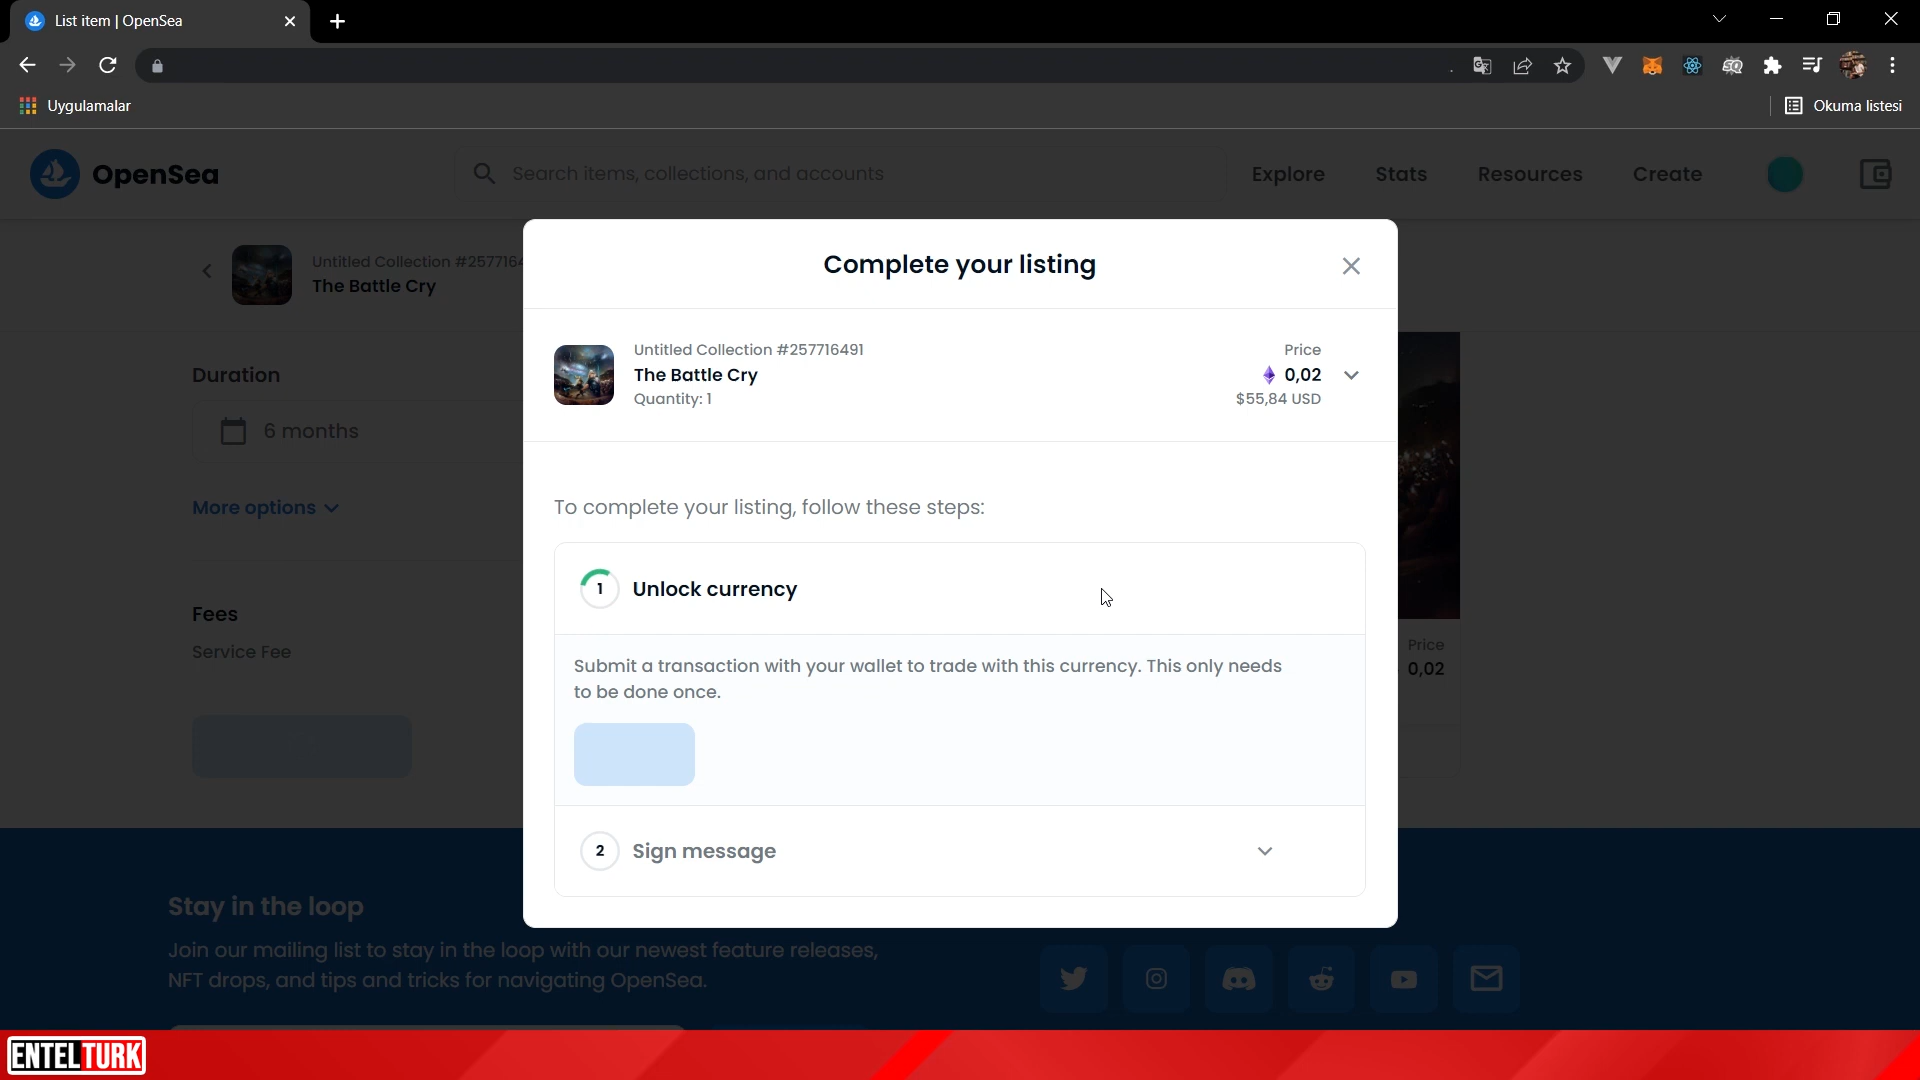 List item | OpenSea
Uygulamalar
Okuma listesi
OpenSea
Search items, collections, and accounts
Explore
Stats
Resources
Create
Untitled Collection #2577164
The Battle Cry
Duration
6 months
More options
Fees
Service Fee
Complete your listing
Untitled Collection #257716491
The Battle Cry
Quantity: 1
Price
0,02
$55,84 USD
To complete your listing, follow these steps:
1 Unlock currency
Submit a transaction with your wallet to trade with this currency. This only needs
to be done once.
2 Sign message
Price
0,02
Stay in the loop
Join our mailing list to stay in the loop with our newest feature releases,
NFT drops, and tips and tricks for navigating OpenSea.
ENTELTURK